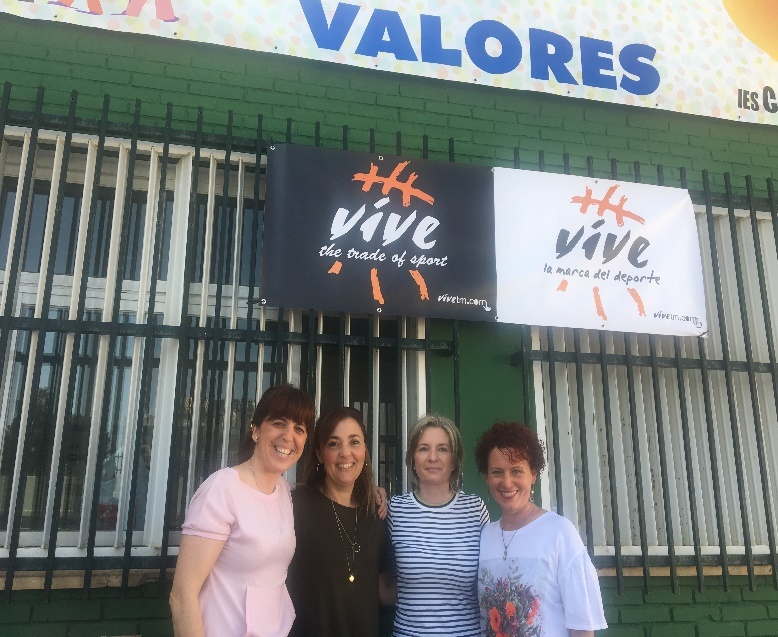 VALORES
IES C
vive
the trade of sport
vivetm.com
vive
la marca del deporte
vivetm.com